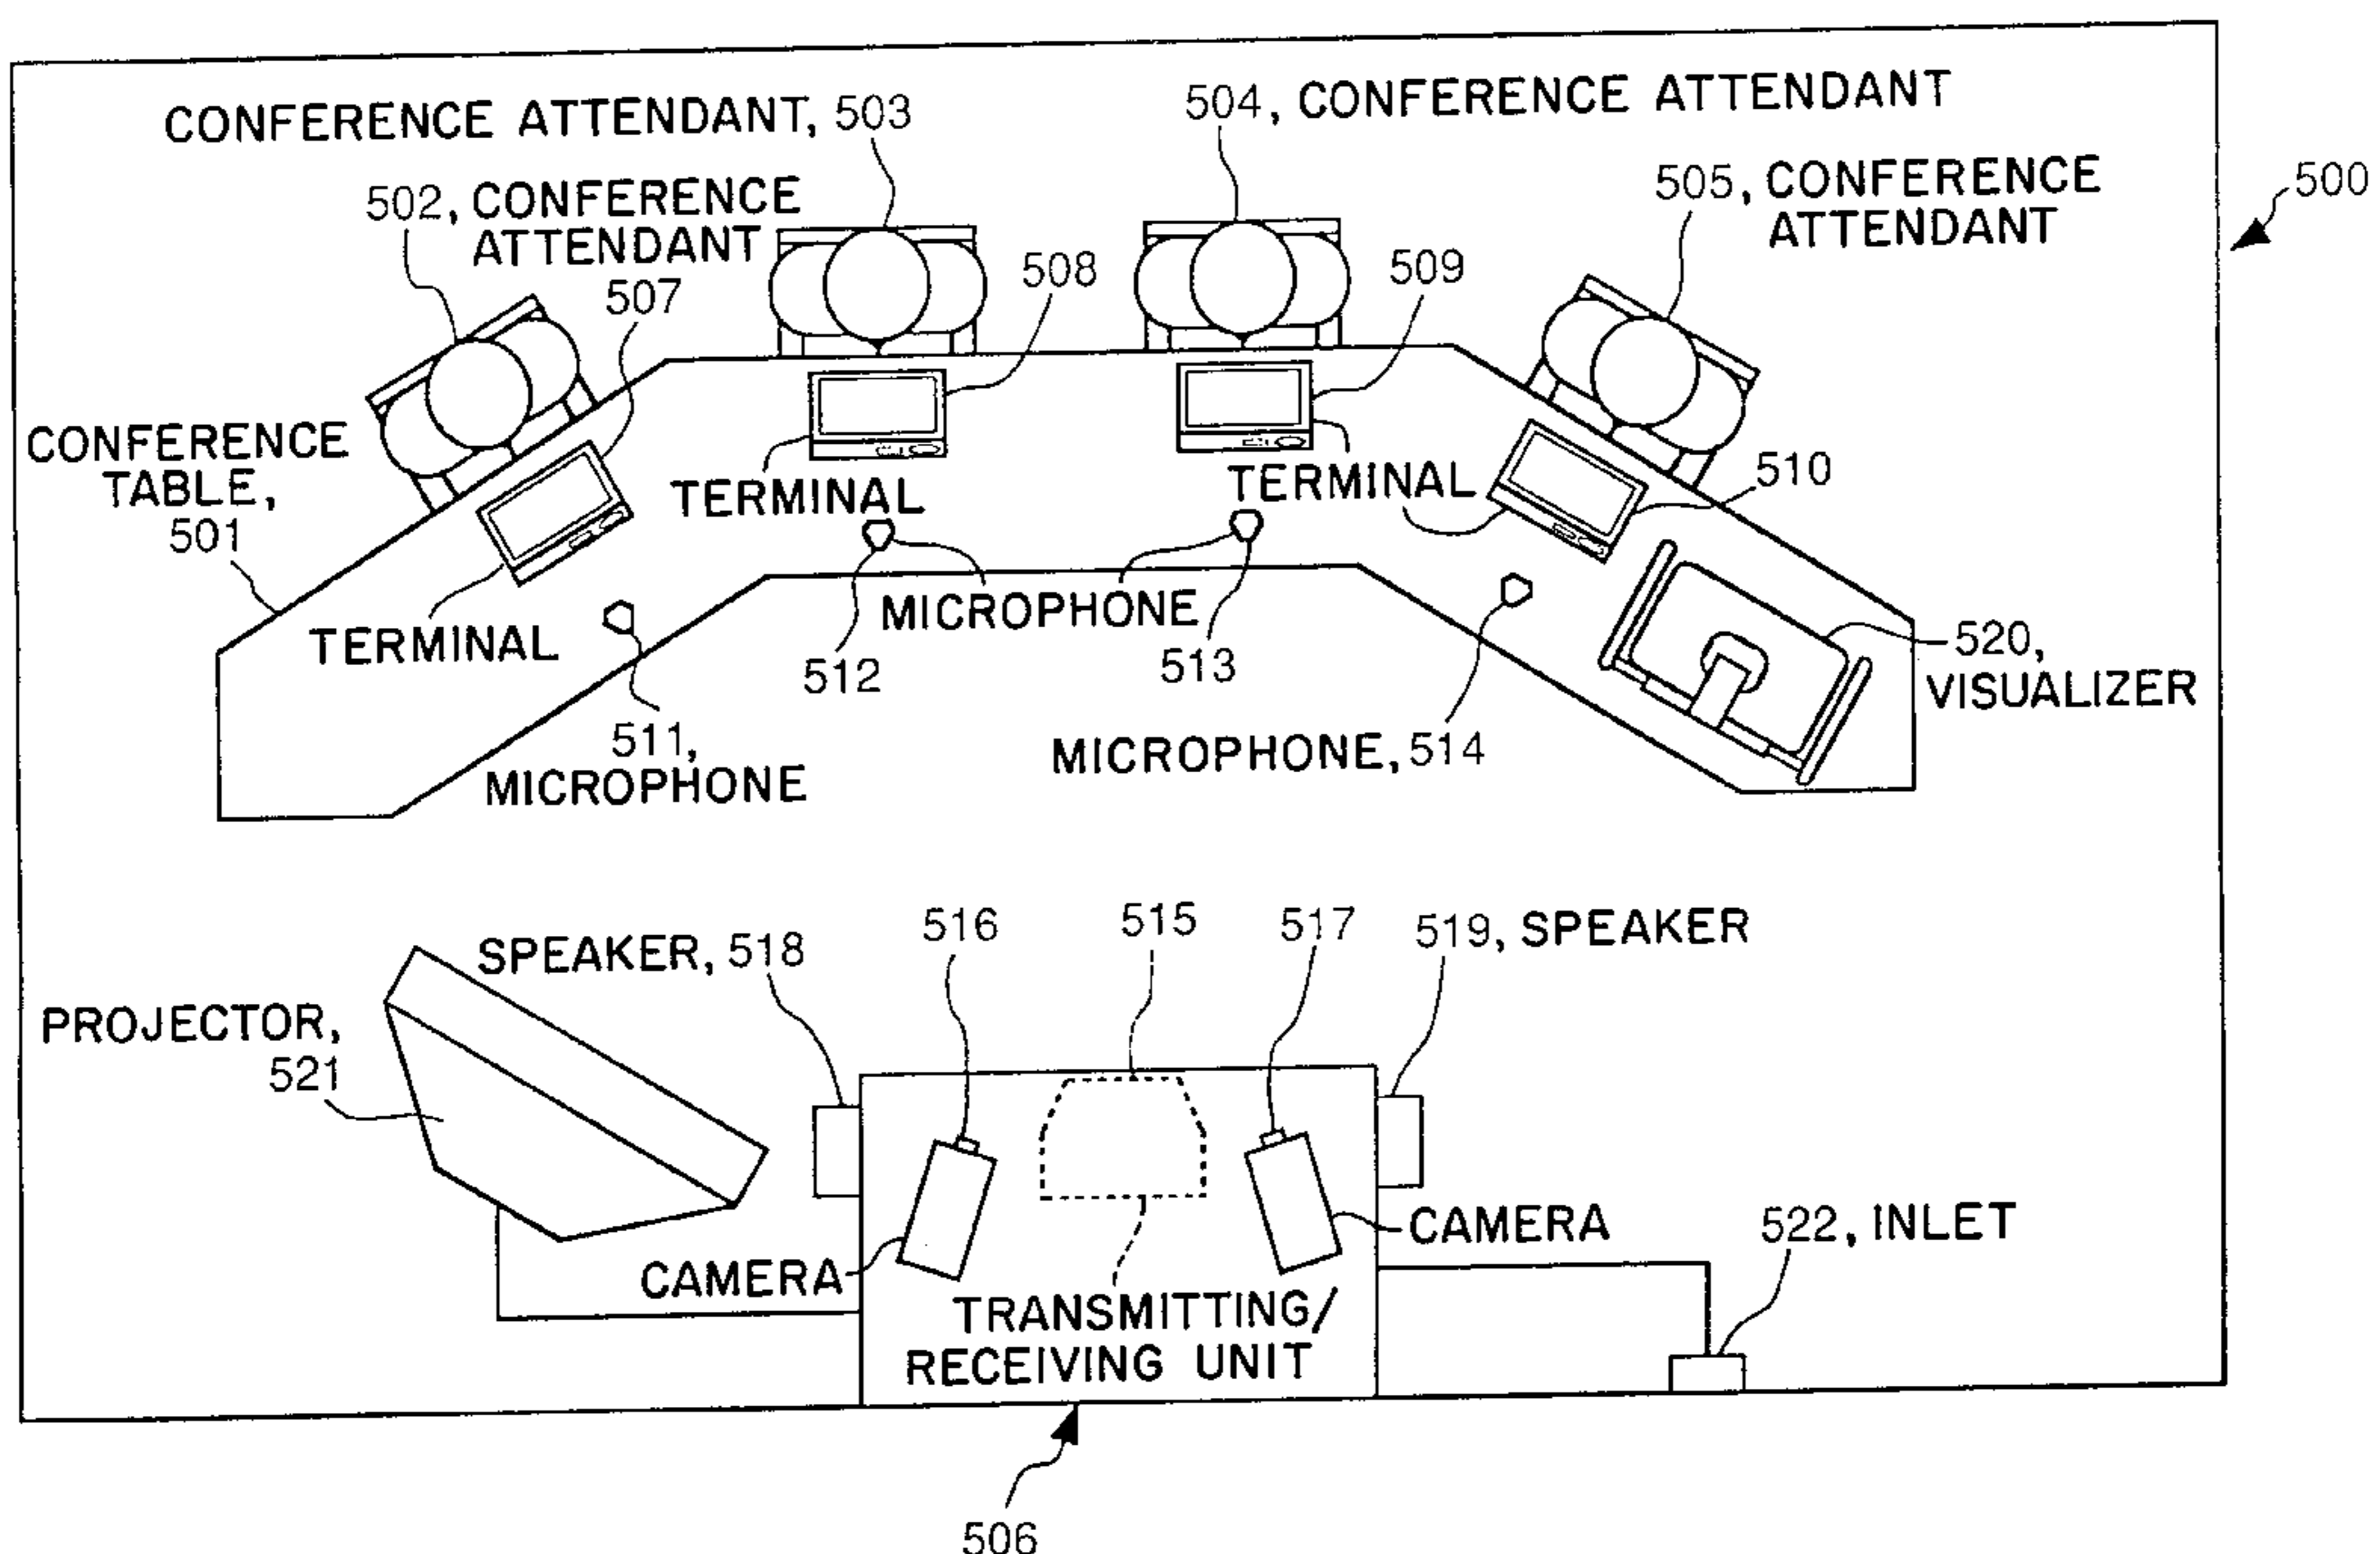 CONFERENCE ATTENDANT, 503
504, CONFERENCE ATTENDANT
502, CONFERENCE
ATTENDANT
505, CONFERENCE
ATTENDANT
500
507
508
509
CONFERENCE
TABLE,
501
TERMINAL
TERMINAL
510
TERMINAL
MICROPHONE
512
513
520,
VISUALIZER
511,
MICROPHONE
MICROPHONE, 514
SPEAKER, 518
516
515
517
519, SPEAKER
PROJECTOR,
521
CAMERA
CAMERA
522, INLET
TRANSMITTING/
RECEIVING UNIT
506